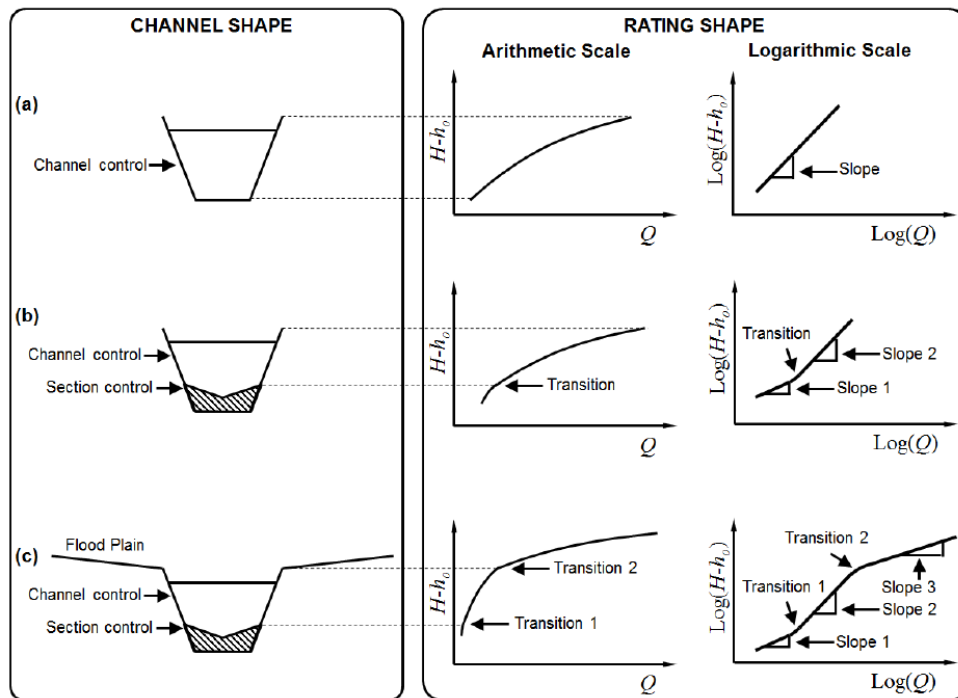 CHANNEL SHAPE
RATING SHAPE
Arithmetic Scale
Logarithmic Scale
(a)
Channel control
H-h₀
Q
Log(H-h₀)
Slope
Log(Q)
(b)
Channel control
Section control
H-h₀
Transition
Q
Log(H-h₀)
Transition
Slope 2
Slope 1
Log(Q)
(c)
Flood Plain
Channel control
Section control
H-h₀
Transition 2
Transition 1
Q
Log(H-h₀)
Transition 2
Transition 1
Slope 3
Slope 2
Slope 1
Log(Q)